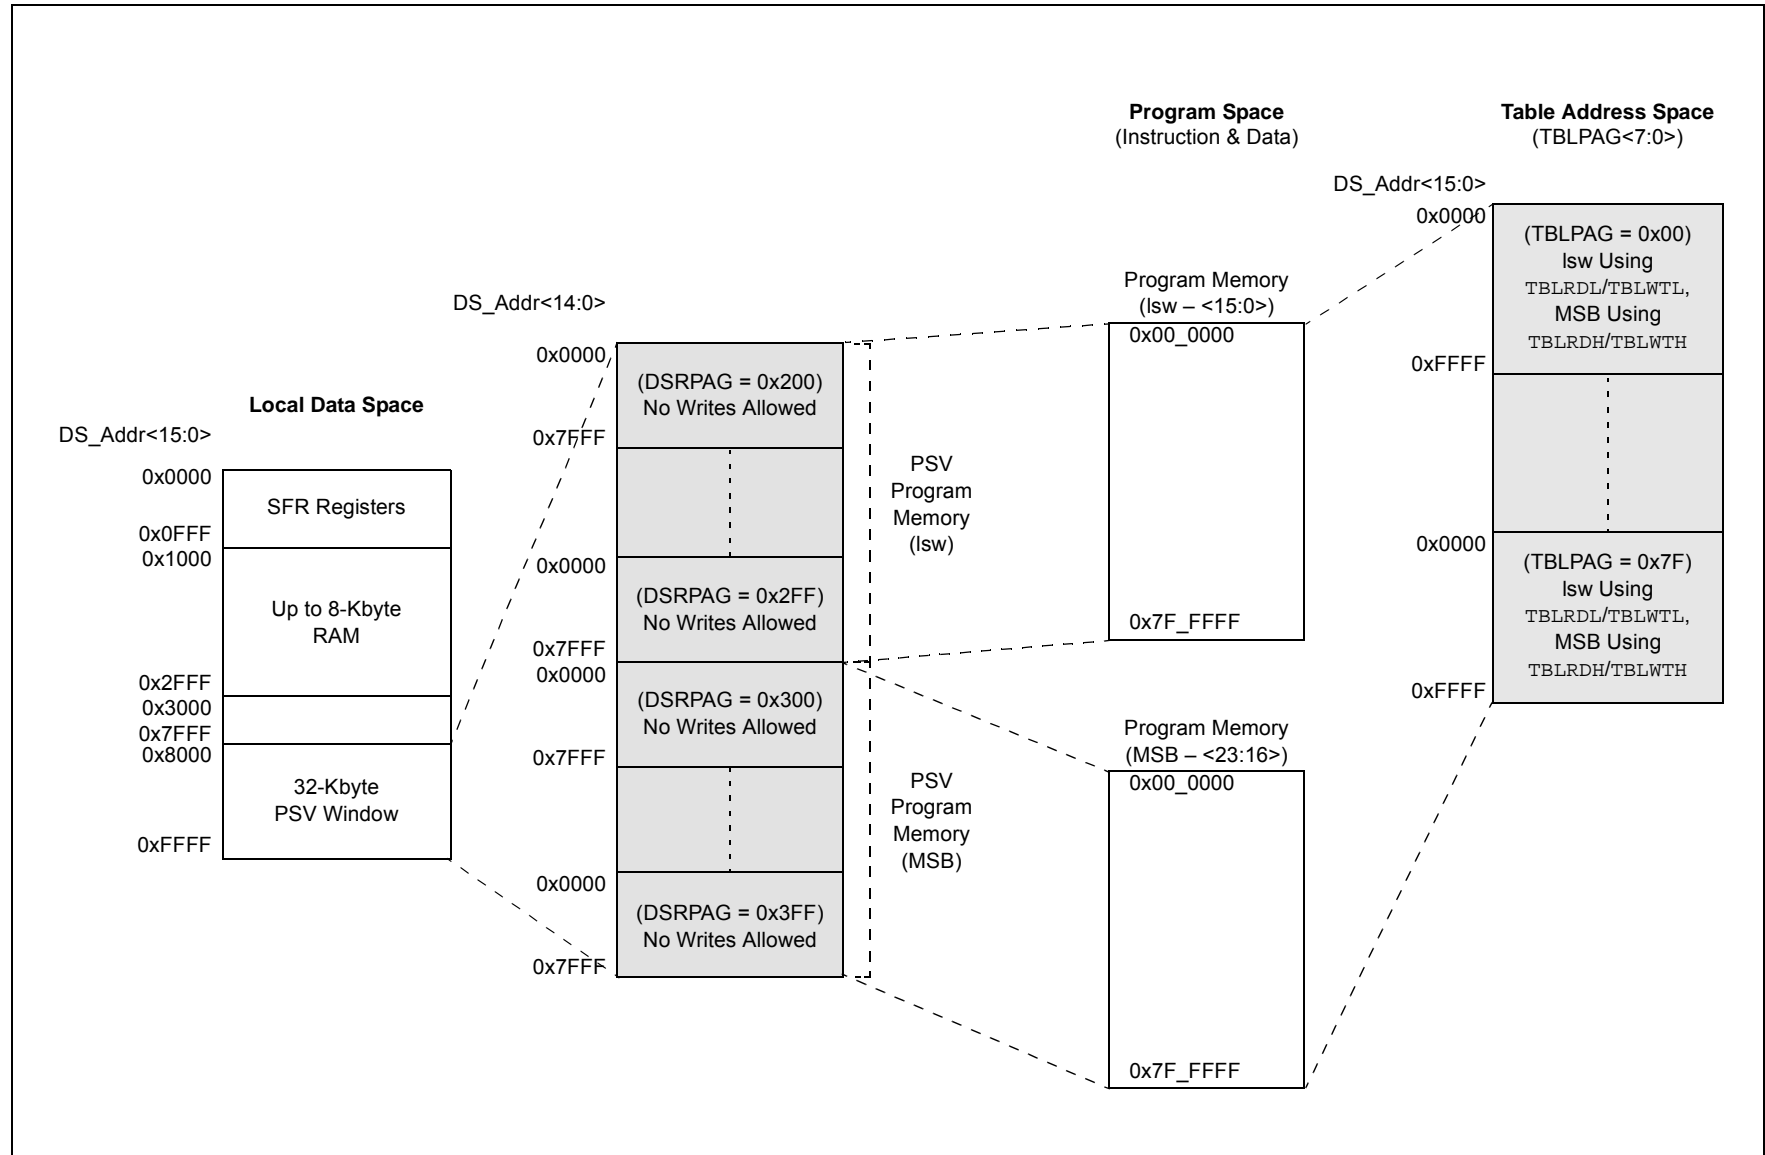 Program Space
(Instruction & Data)
Table Address Space
(TBLPAG<7:0>)
DS_Addr<15:0>
0x0000
(TBLPAG = 0x00)
lsw Using
TBLRDL/TBLWTL,
MSB Using
TBLRDH/TBLWTH
0xFFFF
0x0000
(TBLPAG = 0x7F)
lsw Using
TBLRDL/TBLWTL,
MSB Using
TBLRDH/TBLWTH
0xFFFF
Program Memory
(lsw – <15:0>)
0x00_0000
0x7F_FFFF
Program Memory
(MSB – <23:16>)
0x00_0000
0x7F_FFFF
DS_Addr<14:0>
0x0000
(DSRPAG = 0x200)
No Writes Allowed
0x7FFF
0x0000
(DSRPAG = 0x2FF)
No Writes Allowed
0x7FFF
0x0000
(DSRPAG = 0x300)
No Writes Allowed
0x7FFF
0x0000
(DSRPAG = 0x3FF)
No Writes Allowed
0x7FFF
PSV
Program
Memory
(lsw)
PSV
Program
Memory
(MSB)
Local Data Space
DS_Addr<15:0>
0x0000
SFR Registers
0x0FFF
0x1000
Up to 8-Kbyte
RAM
0x2FFF
0x3000
0x7FFF
0x8000
32-Kbyte
PSV Window
0xFFFF